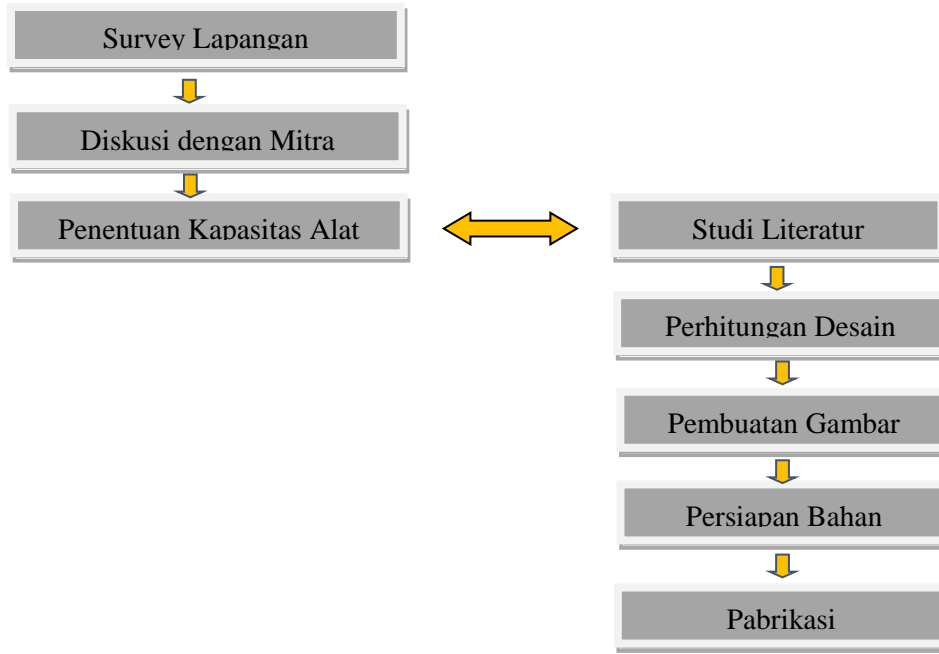 Survey Lapangan
Diskusi dengan Mitra
Penentuan Kapasitas Alat
Studi Literatur
Perhitungan Desain
Pembuatan Gambar
Persiapan Bahan
Pabrikasi